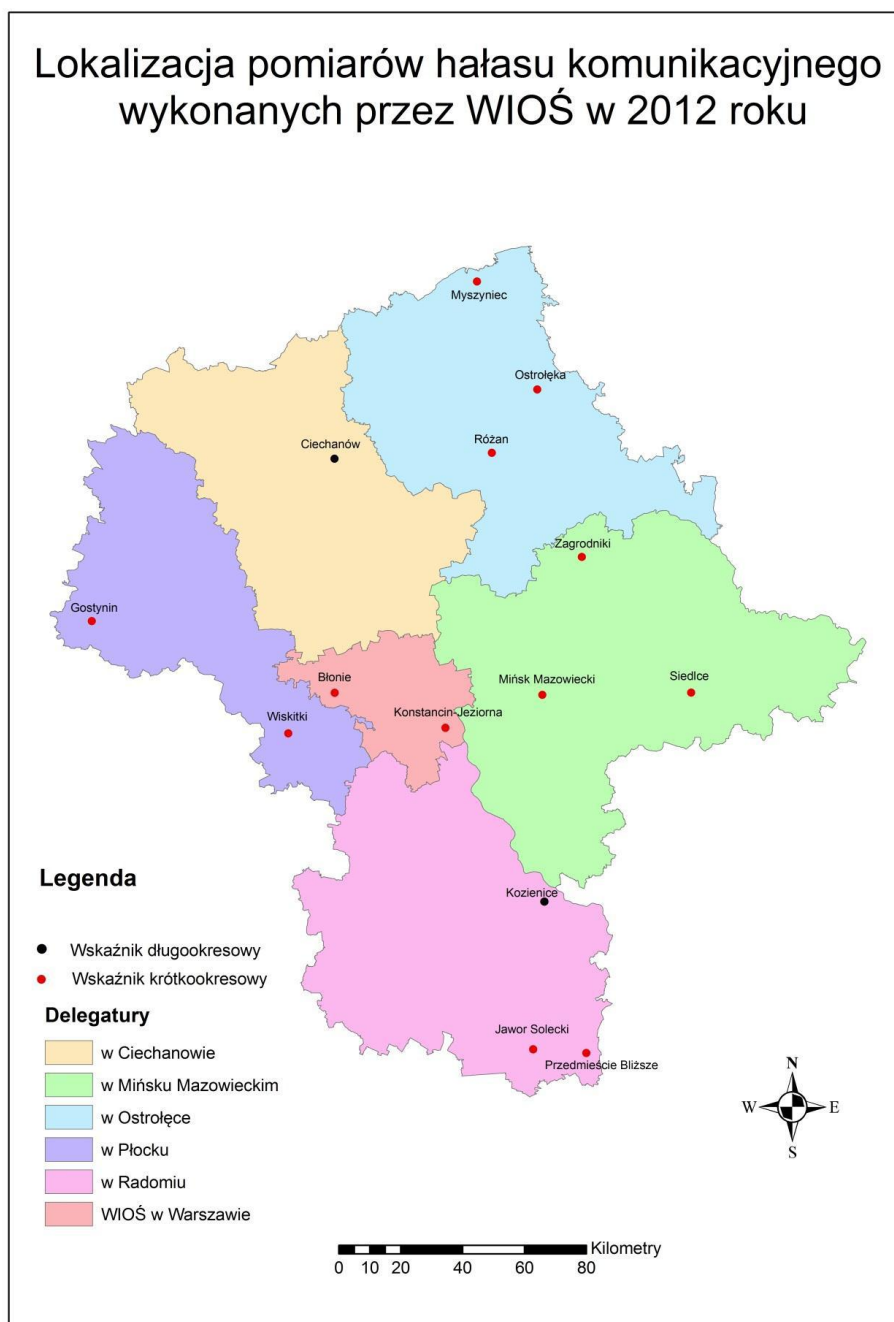 Lokalizacja pomiarów hałasu komunikacyjnego
wykonanych przez WIOŚ w 2012 roku
Myszyniec
Ostrołęka
Różan
Ciechanów
Zagrodniki
Gostynin
Błonie
Mińsk Mazowiecki
Siedlce
Wiskitki
Konstancin-Jeziorna
Kozienice
Jawor Solecki
Przedmieście Bliższe
Legenda
Wskaźnik długookresowy
Wskaźnik krótkookresowy
Delegatury
w Ciechanowie
w Mińsku Mazowieckim
w Ostrołęce
w Płocku
w Radomiu
WIOŚ w Warszawie
N
W E
S
Kilometry
0 10 20 40 60 80